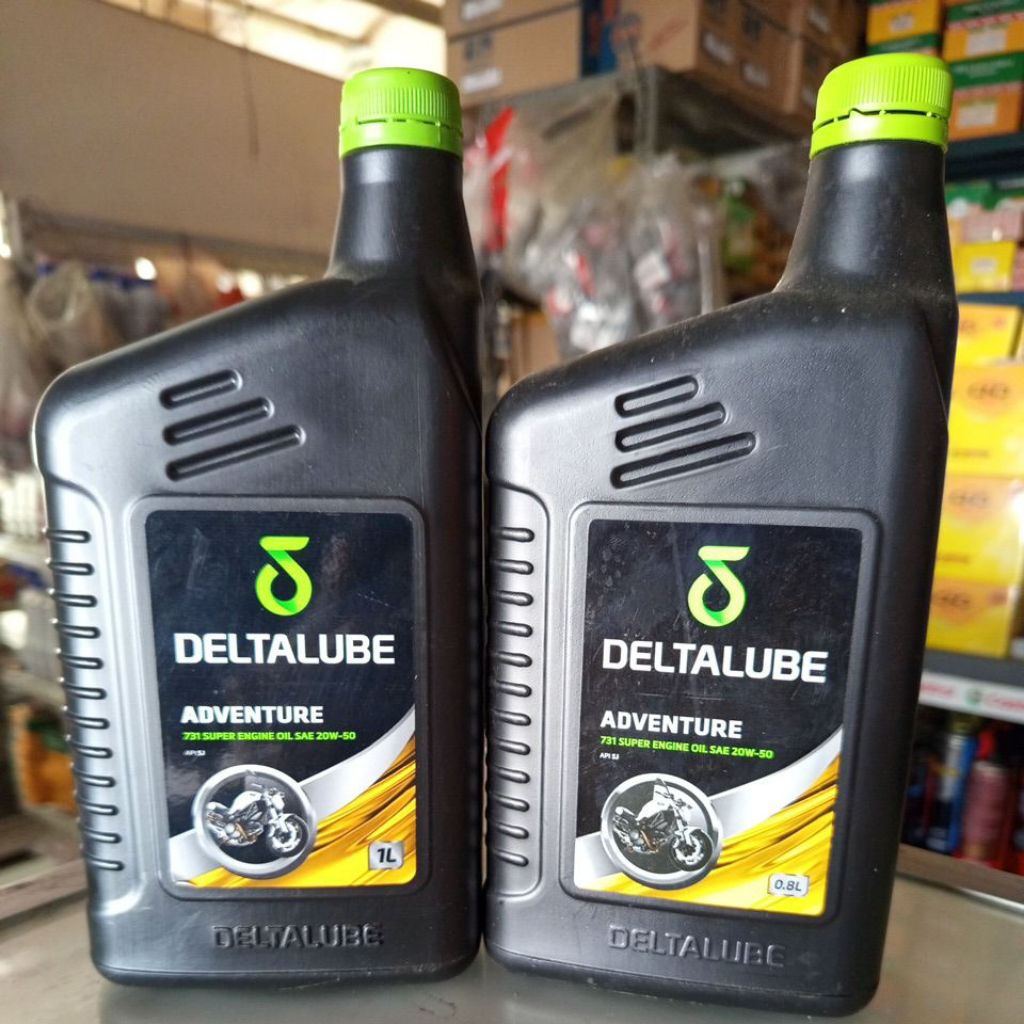 DELTALUBE
ADVENTURE
731 SUPER ENGINE OIL SAE 20W-50
API SJ
1L
DELTALUBE
DELTALUBE
ADVENTURE
731 SUPER ENGINE OIL SAE 20W-50
API SJ
0.8L
DELTALUBE